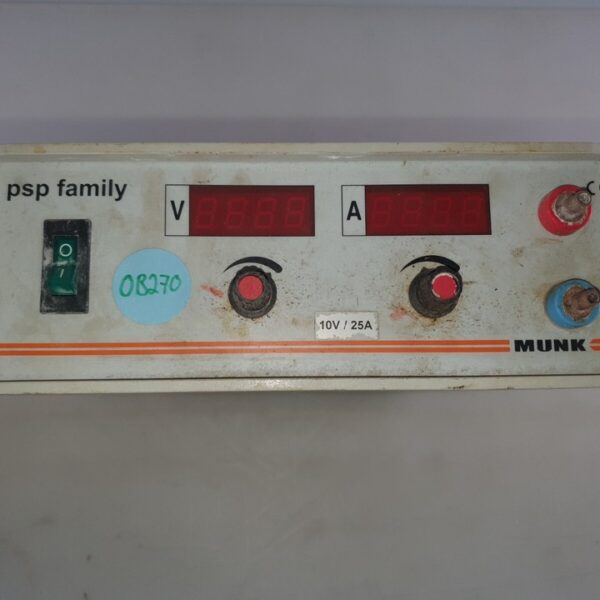 psp family
V
A
O
I
OB270
10V / 25A
MUNK